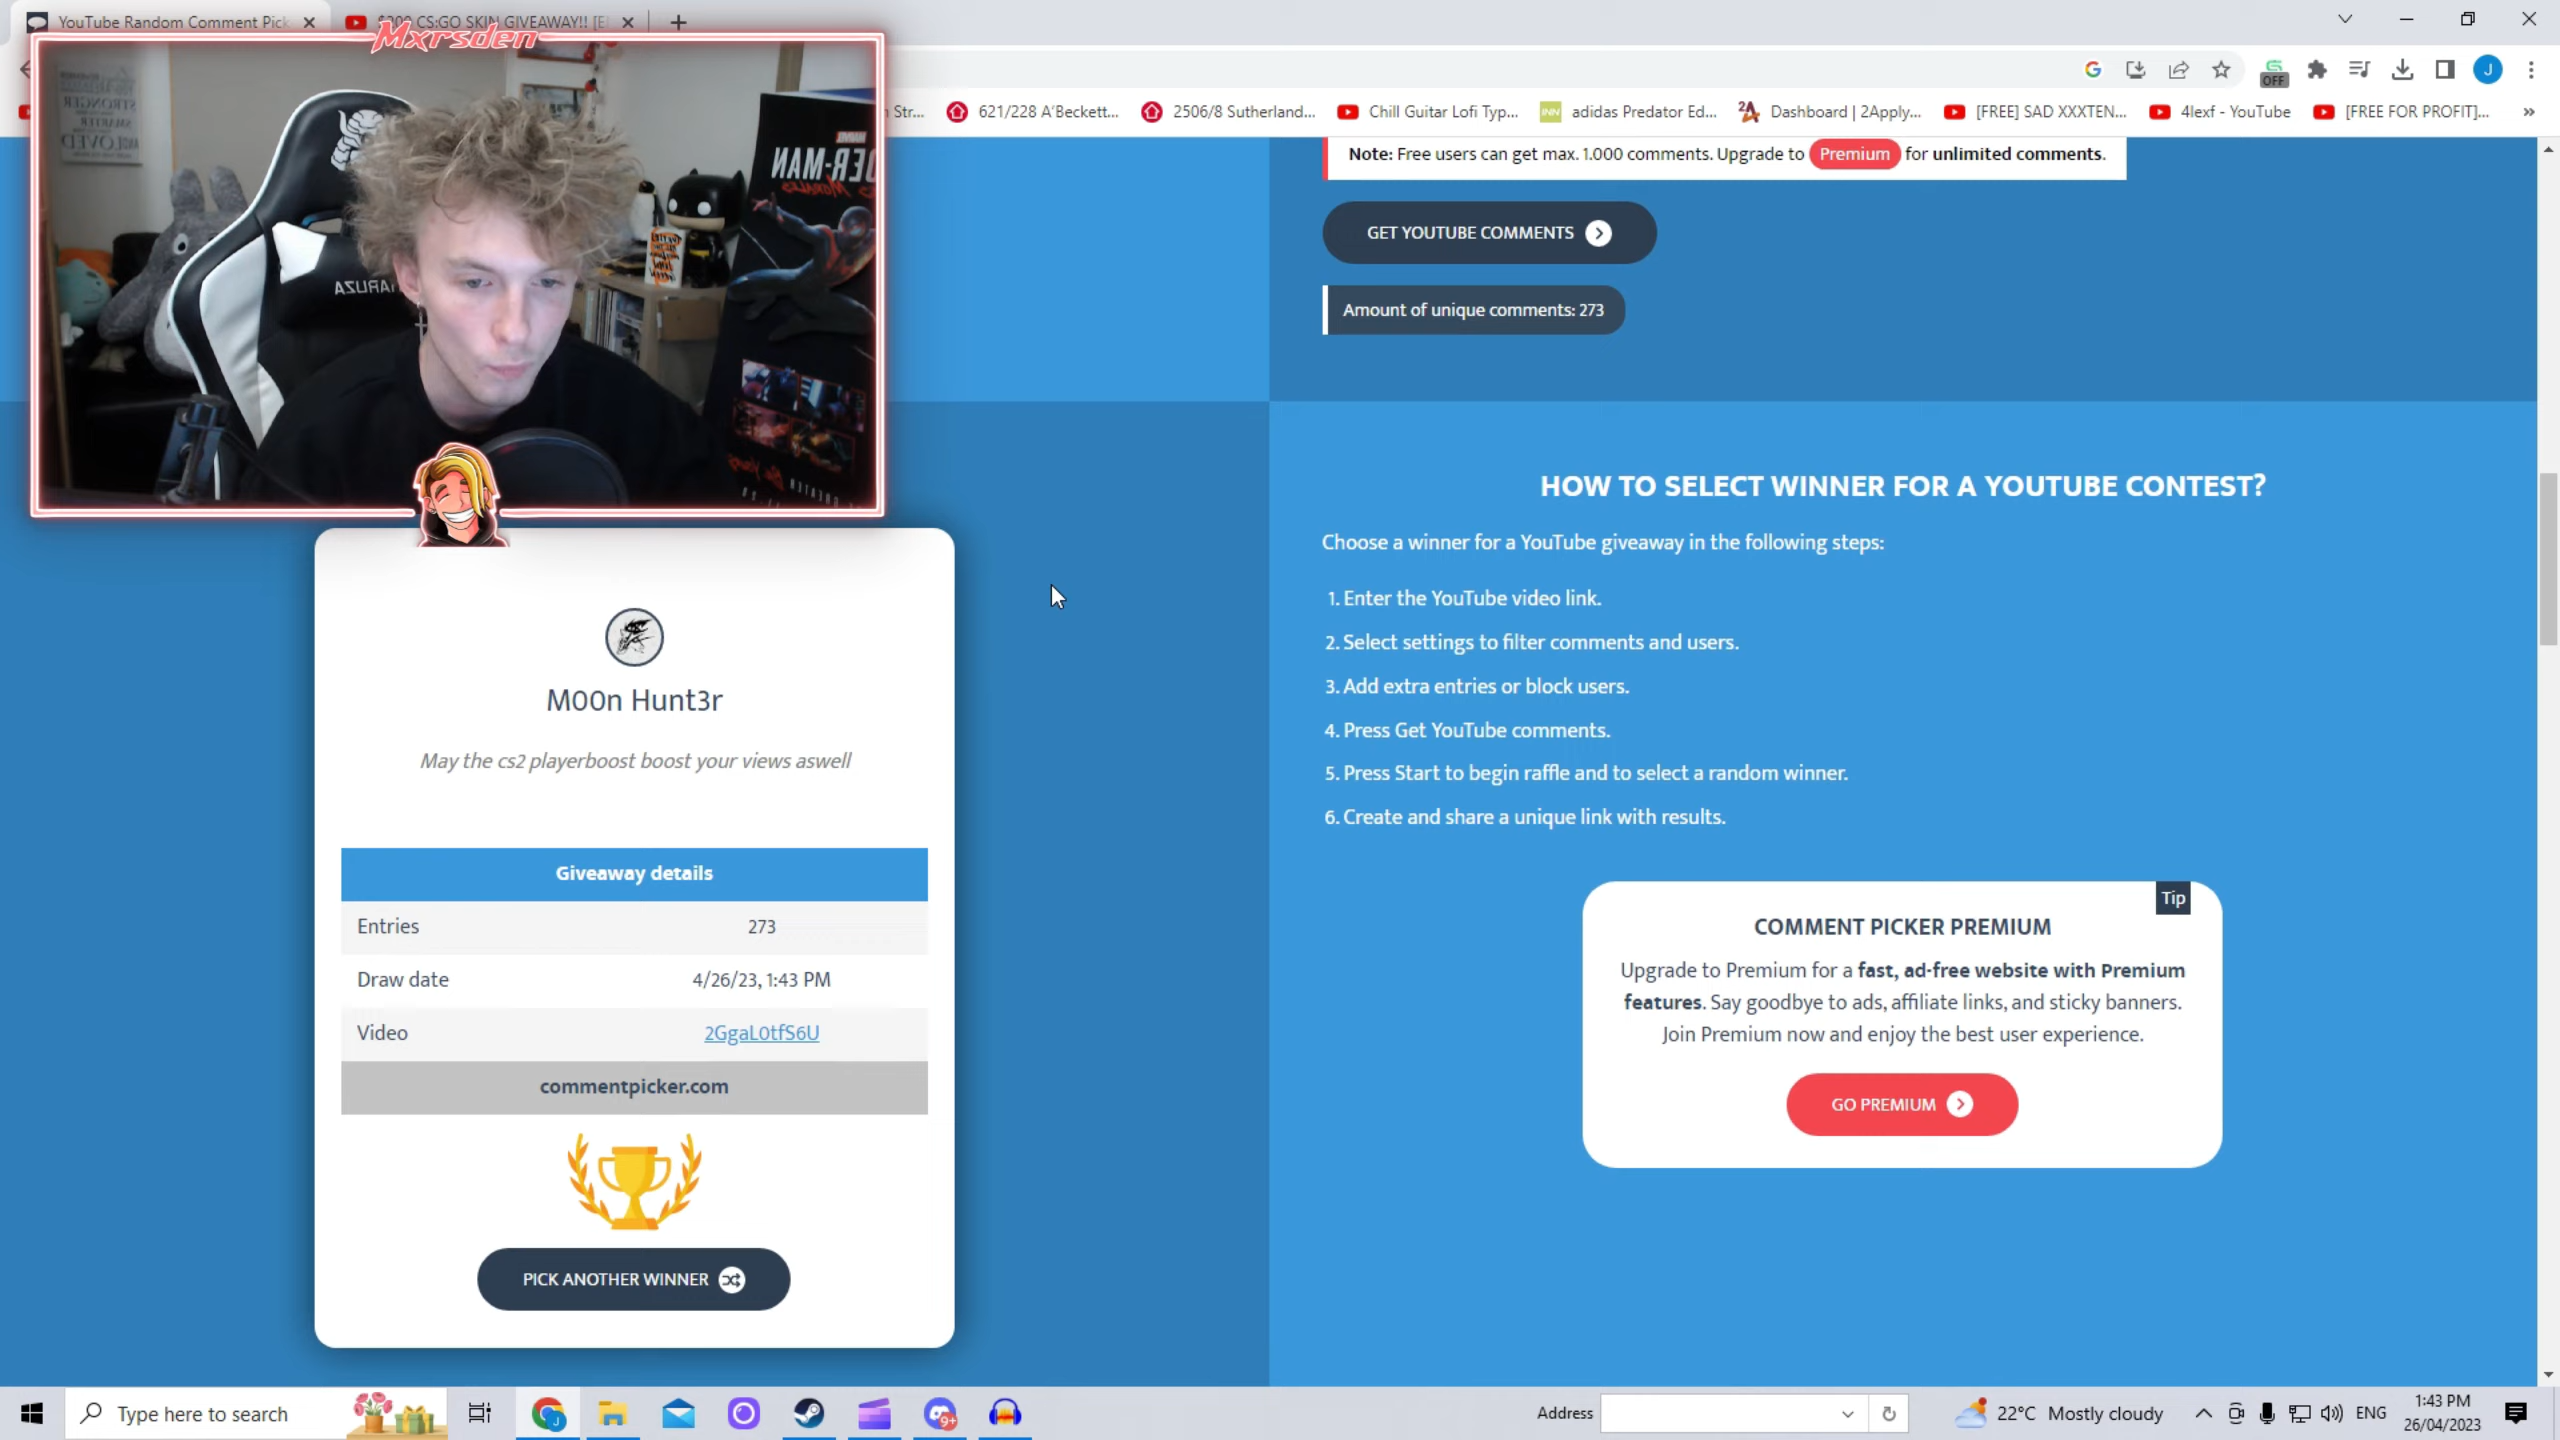 YouTube Random Comment Pick
$200 CS:GO SKIN GIVEAWAY!! [E
Mxrsden
OFF
J
n Str...
621/228 A'Beckett...
2506/8 Sutherland...
Chill Guitar Lofi Typ...
INN
adidas Predator Ed...
Dashboard | 2Apply...
[FREE] SAD XXXTEN...
4lexf - YouTube
[FREE FOR PROFIT]...
Note: Free users can get max. 1.000 comments. Upgrade to Premium for unlimited comments.
GET YOUTUBE COMMENTS
Amount of unique comments: 273
STRONGER
SMARTER
LOVED
DER-MAN
HOW TO SELECT WINNER FOR A YOUTUBE CONTEST?
Choose a winner for a YouTube giveaway in the following steps:
1. Enter the YouTube video link.
2. Select settings to filter comments and users.
3. Add extra entries or block users.
4. Press Get YouTube comments.
5. Press Start to begin raffle and to select a random winner.
6. Create and share a unique link with results.
M00n Hunt3r
May the cs2 playerboost boost your views aswell
Giveaway details
Entries 273
Draw date 4/26/23, 1:43 PM
Video 2GgaL0tfS6U
commentpicker.com
PICK ANOTHER WINNER
Tip
COMMENT PICKER PREMIUM
Upgrade to Premium for a fast, ad-free website with Premium
features. Say goodbye to ads, affiliate links, and sticky banners.
Join Premium now and enjoy the best user experience.
GO PREMIUM
Type here to search
J
9+
Address
22°C Mostly cloudy
ENG
1:43 PM
26/04/2023